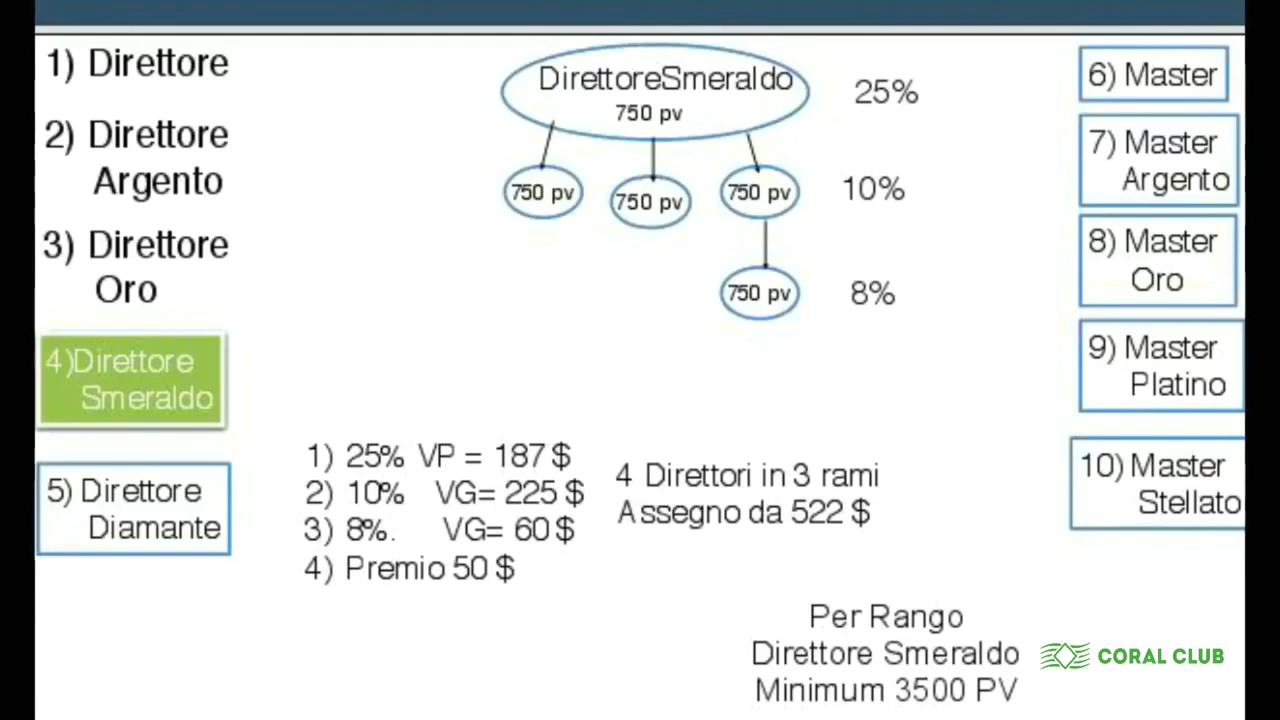 1) Direttore
2) Direttore
Argento
3) Direttore
Oro
4)Direttore
Smeraldo
5) Direttore
Diamante
DirettoreSmeraldo
750 pv
25%
750 pv
750 pv
750 pv
10%
750 pv
8%
1) 25% VP = 187 $
2) 10% VG= 225 $
3) 8%. VG= 60 $
4) Premio 50 $
4 Direttori in 3 rami
Assegno da 522 $
Per Rango
Direttore Smeraldo
Minimum 3500 PV
6) Master
7) Master
Argento
8) Master
Oro
9) Master
Platino
10) Master
Stellato
CORAL CLUB